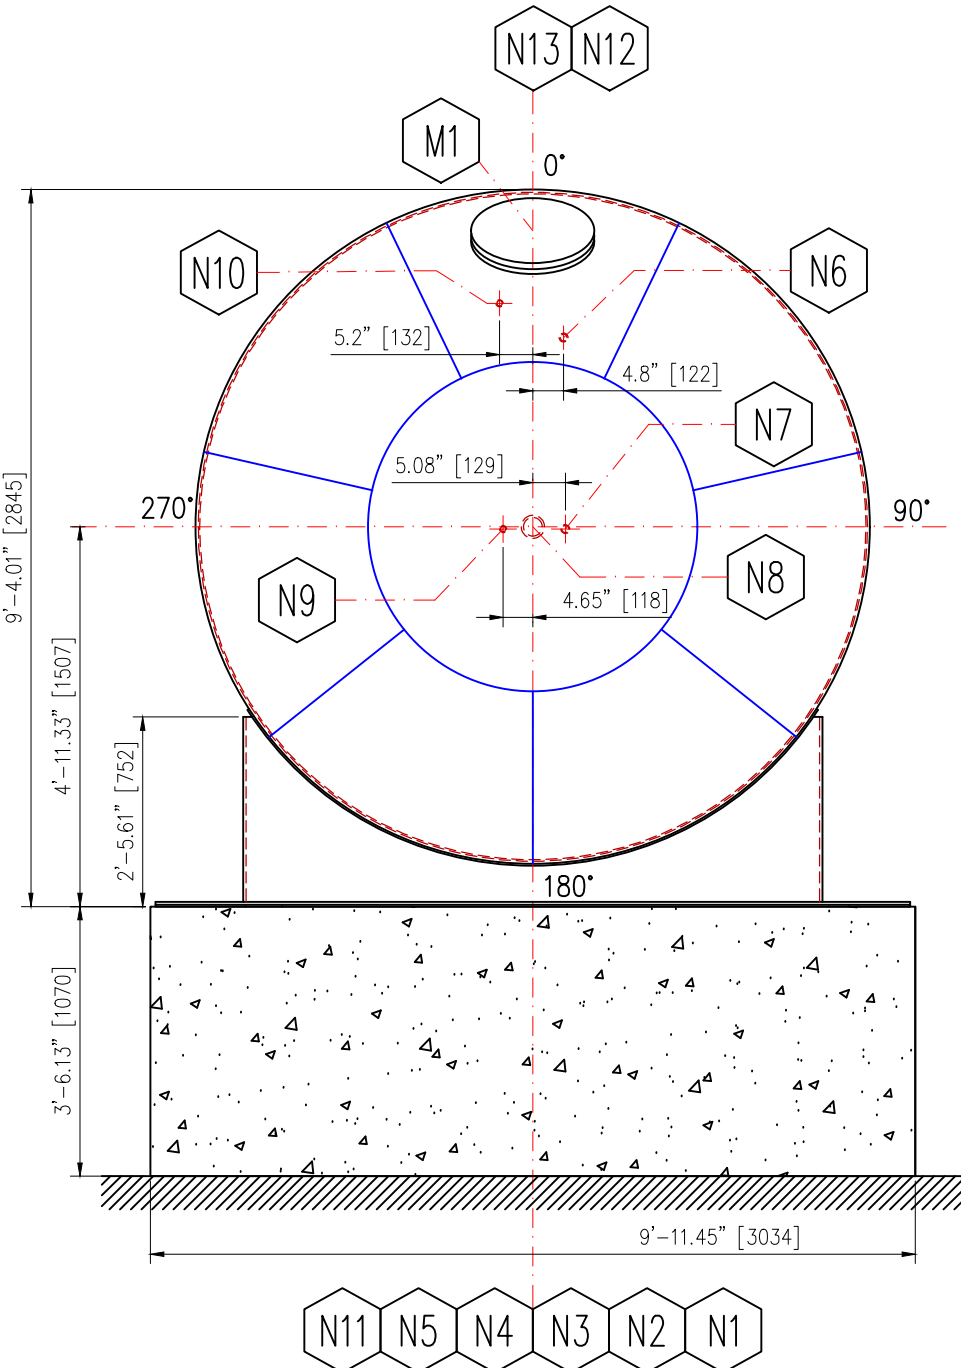 N13 N12
M1
0°
N10
N6
5.2" [132]
4.8" [122]
N7
5.08" [129]
270°
90°
9'-4.01" [2845]
N9
N8
4.65" [118]
4'-11.33" [1507]
2'-5.61" [752]
180°
3'-6.13" [1070]
9'-11.45" [3034]
N11 N5 N4 N3 N2 N1